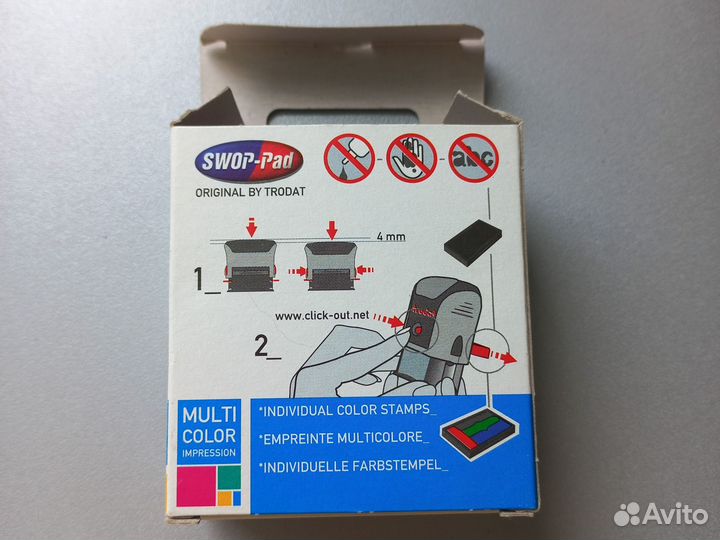 SWOP-Pad
ORIGINAL BY TRODAT
abc
4 mm
1_
www.click-out.net
trodat
2_
MULTI
COLOR
IMPRESSION
*INDIVIDUAL COLOR STAMPS_
*EMPREINTE MULTICOLORE_
*INDIVIDUELLE FARBSTEMPEL_
Avito